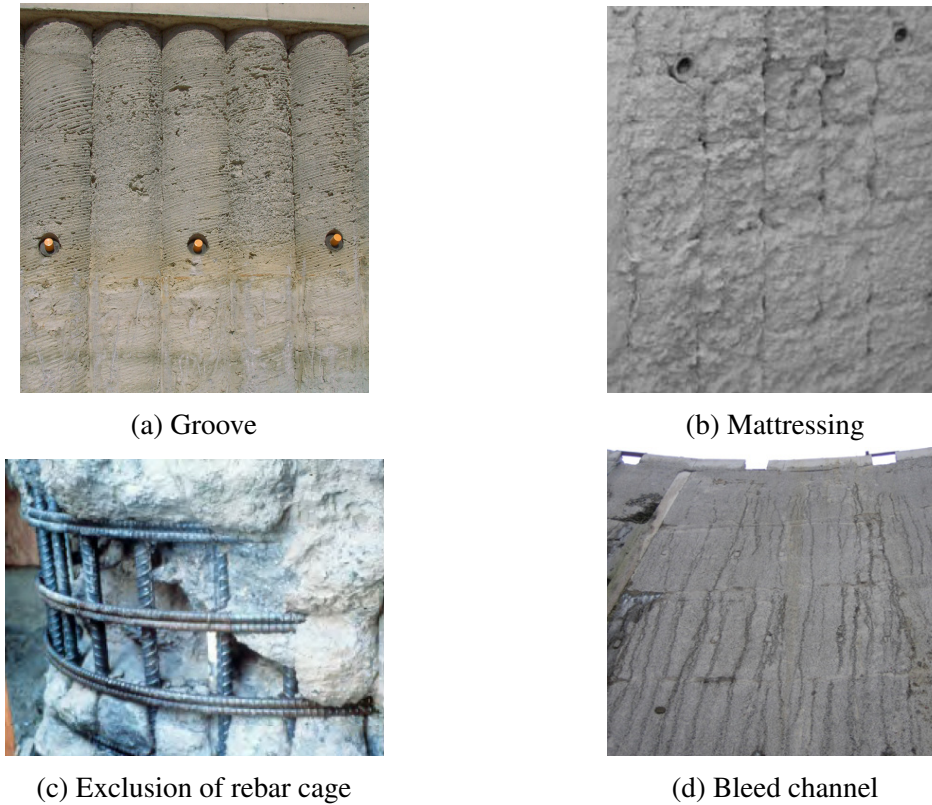 (a) Groove
(b) Mattressing
(c) Exclusion of rebar cage
(d) Bleed channel